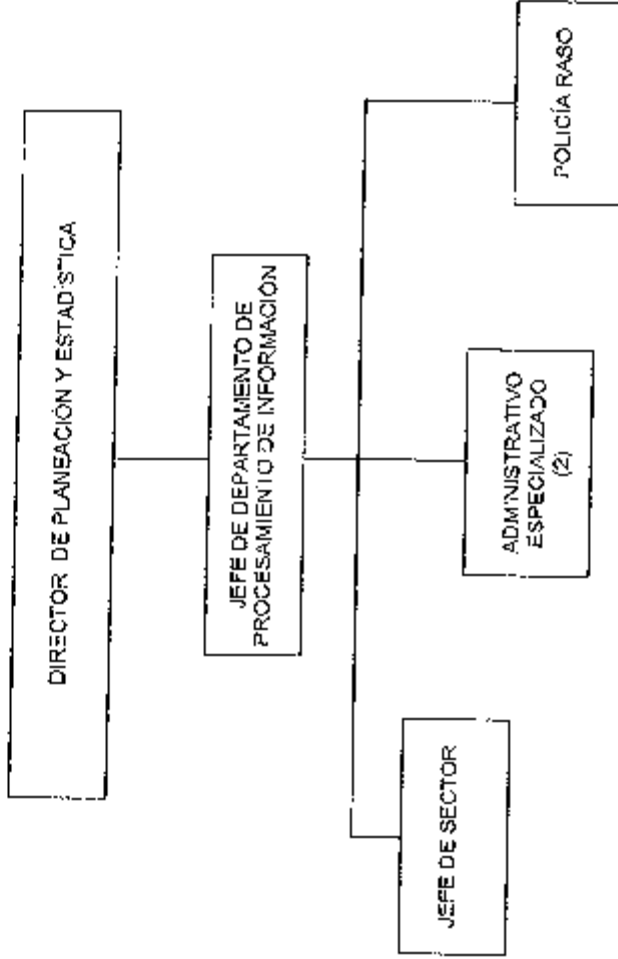 DIRECTOR DE PLANEACIÓN Y ESTADÍSTICA
JEFE DE DEPARTAMENTO DE
PROCESAMIENTO DE INFORMACIÓN
JEFE DE SECTOR
ADMINISTRATIVO
ESPECIALIZADO
(2)
POLICÍA RASO